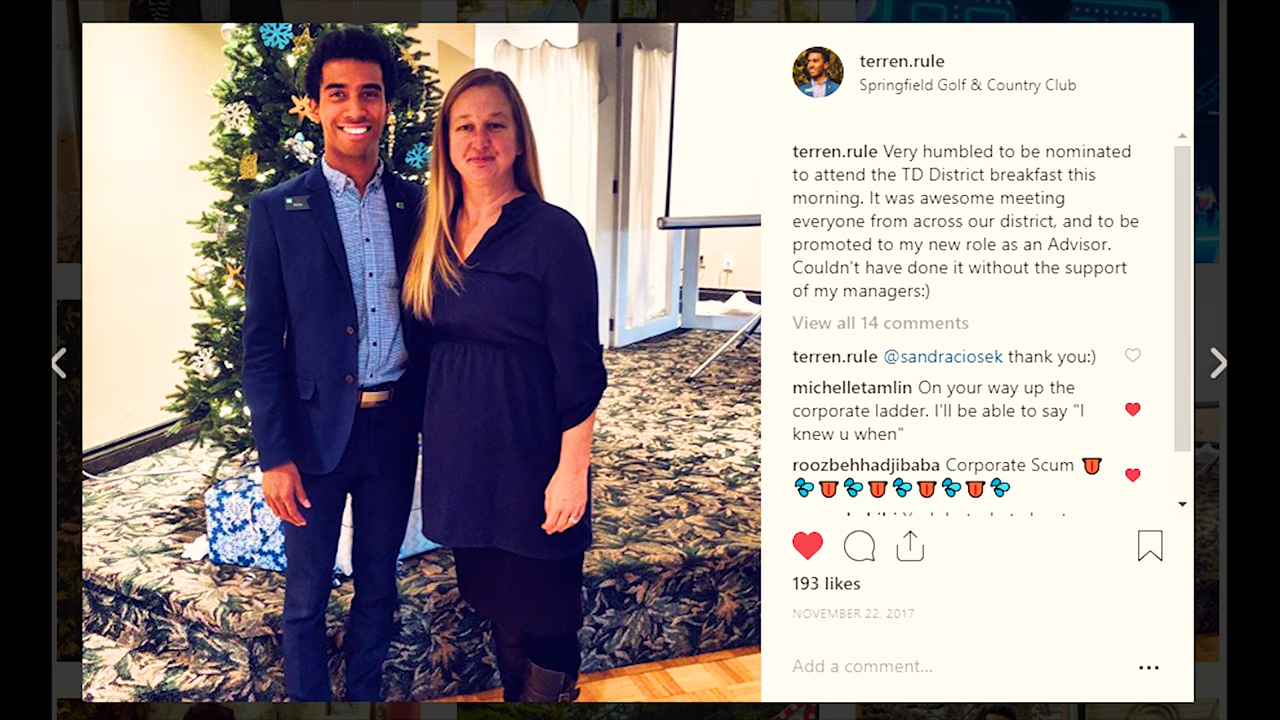 terren.rule
Springfield Golf & Country Club
terren.rule Very humbled to be nominated
to attend the TD District breakfast this
morning. It was awesome meeting
everyone from across our district, and to be
promoted to my new role as an Advisor.
Couldn't have done it without the support
of my managers:)
View all 14 comments
terren.rule @sandraciosek thank you:)
michelletamlin On your way up the
corporate ladder. I'll be able to say "I
knew u when"
roozbehhadjibaba Corporate Scum
193 likes
NOVEMBER 22, 2017
Add a comment...